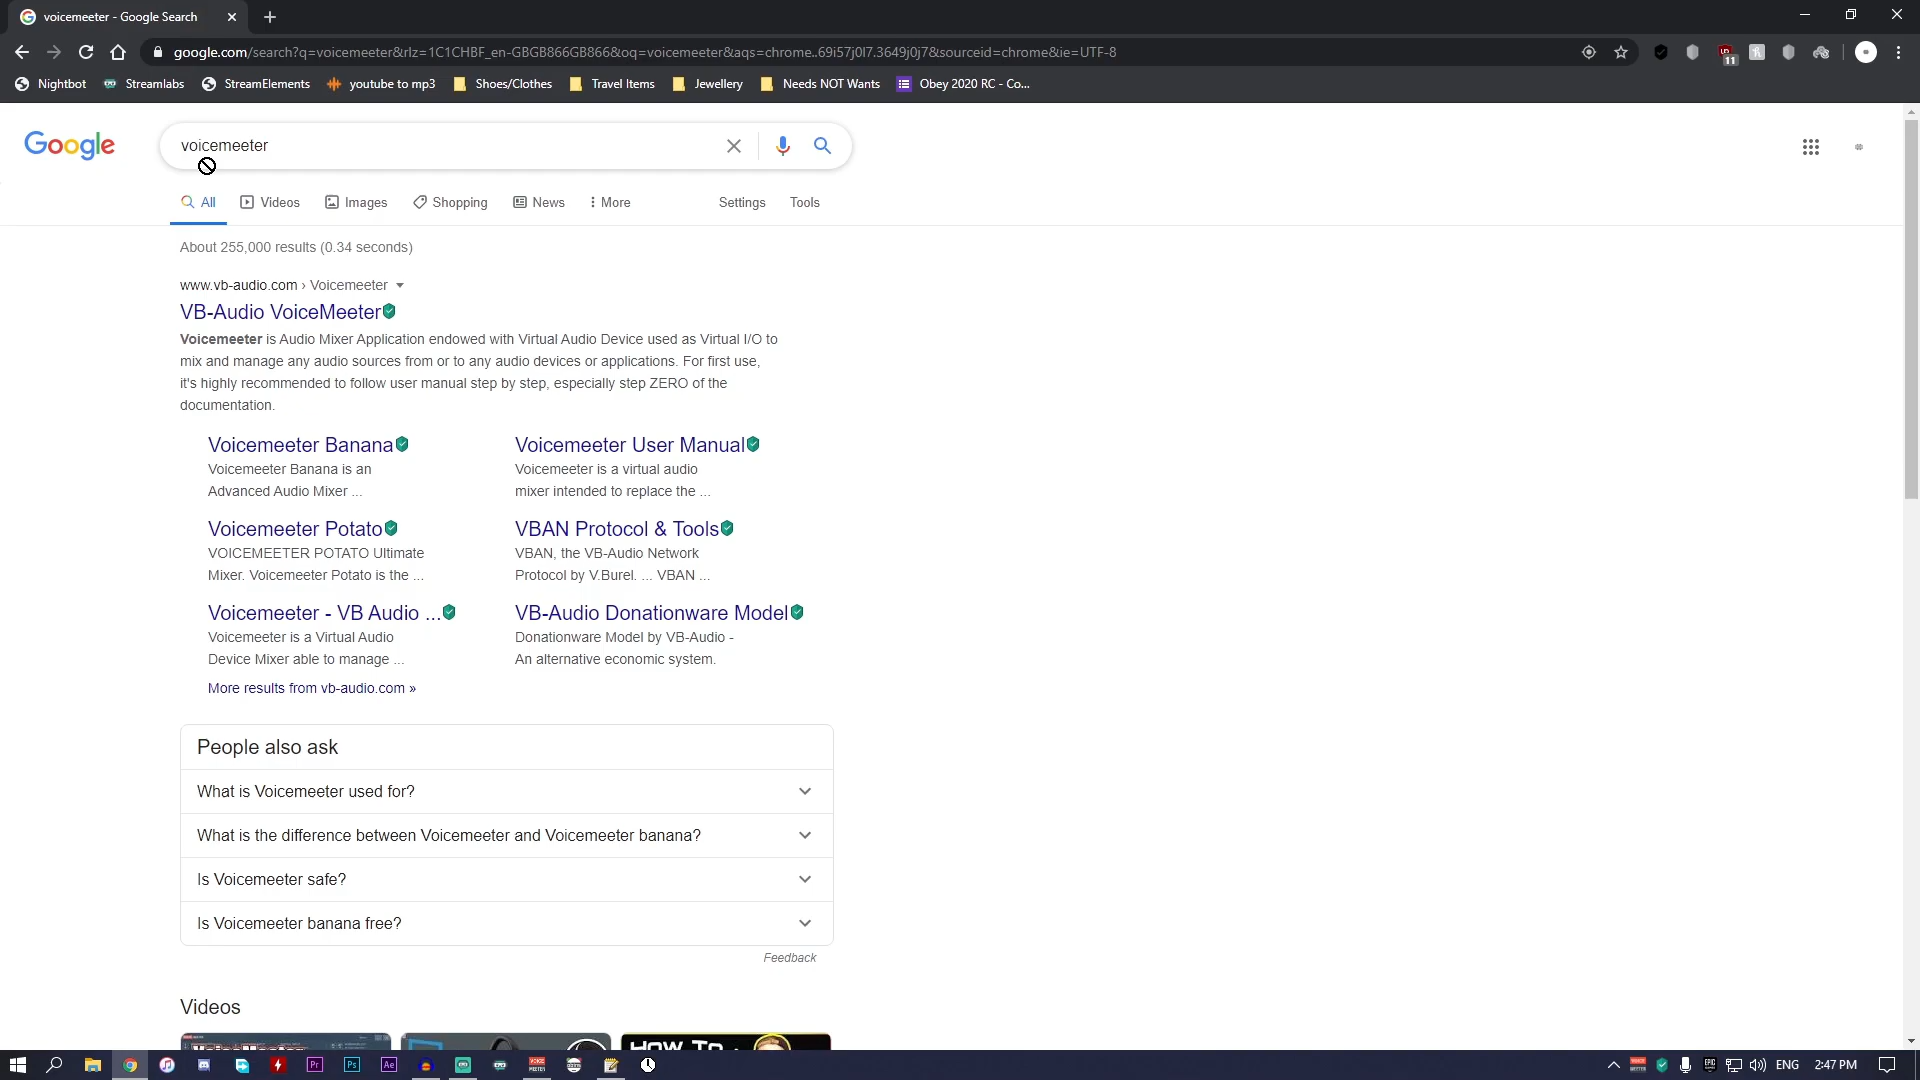 voicemeeter - Google Search
google.com/search?q=voicemeeter&rlz=1C1CHBF_en-GBGB866GB866&oq=voicemeeter&aqs=chrome..69i57j0l7.3649j0j7&sourceid=chrome&ie=UTF-8
11
Nightbot
Streamlabs
StreamElements
youtube to mp3
Shoes/Clothes
Travel Items
Jewellery
Needs NOT Wants
Obey 2020 RC - Co...
Google
voicemeeter
All
Videos
Images
Shopping
News
More
Settings
Tools
About 255,000 results (0.34 seconds)
www.vb-audio.com › Voicemeeter
VB-Audio VoiceMeeter
Voicemeeter is Audio Mixer Application endowed with Virtual Audio Device used as Virtual I/O to
mix and manage any audio sources from or to any audio devices or applications. For first use,
it's highly recommended to follow user manual step by step, especially step ZERO of the
documentation.
Voicemeeter Banana
Voicemeeter Banana is an
Advanced Audio Mixer ...
Voicemeeter User Manual
Voicemeeter is a virtual audio
mixer intended to replace the ...
Voicemeeter Potato
VOICEMEETER POTATO Ultimate
Mixer. Voicemeeter Potato is the ...
VBAN Protocol & Tools
VBAN, the VB-Audio Network
Protocol by V.Burel. ... VBAN ...
Voicemeeter - VB Audio ...
Voicemeeter is a Virtual Audio
Device Mixer able to manage ...
VB-Audio Donationware Model
Donationware Model by VB-Audio -
An alternative economic system.
More results from vb-audio.com »
People also ask
What is Voicemeeter used for?
What is the difference between Voicemeeter and Voicemeeter banana?
Is Voicemeeter safe?
Is Voicemeeter banana free?
Feedback
Videos
HOW TO
Pr
Ps
Ae
ENG
2:47 PM